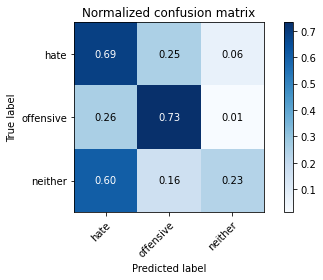 Normalized confusion matrix
hate 0.69 0.25 0.06
offensive 0.26 0.73 0.01
neither 0.60 0.16 0.23
hate offensive neither
True label
Predicted label
0.7
0.6
0.5
0.4
0.3
0.2
0.1